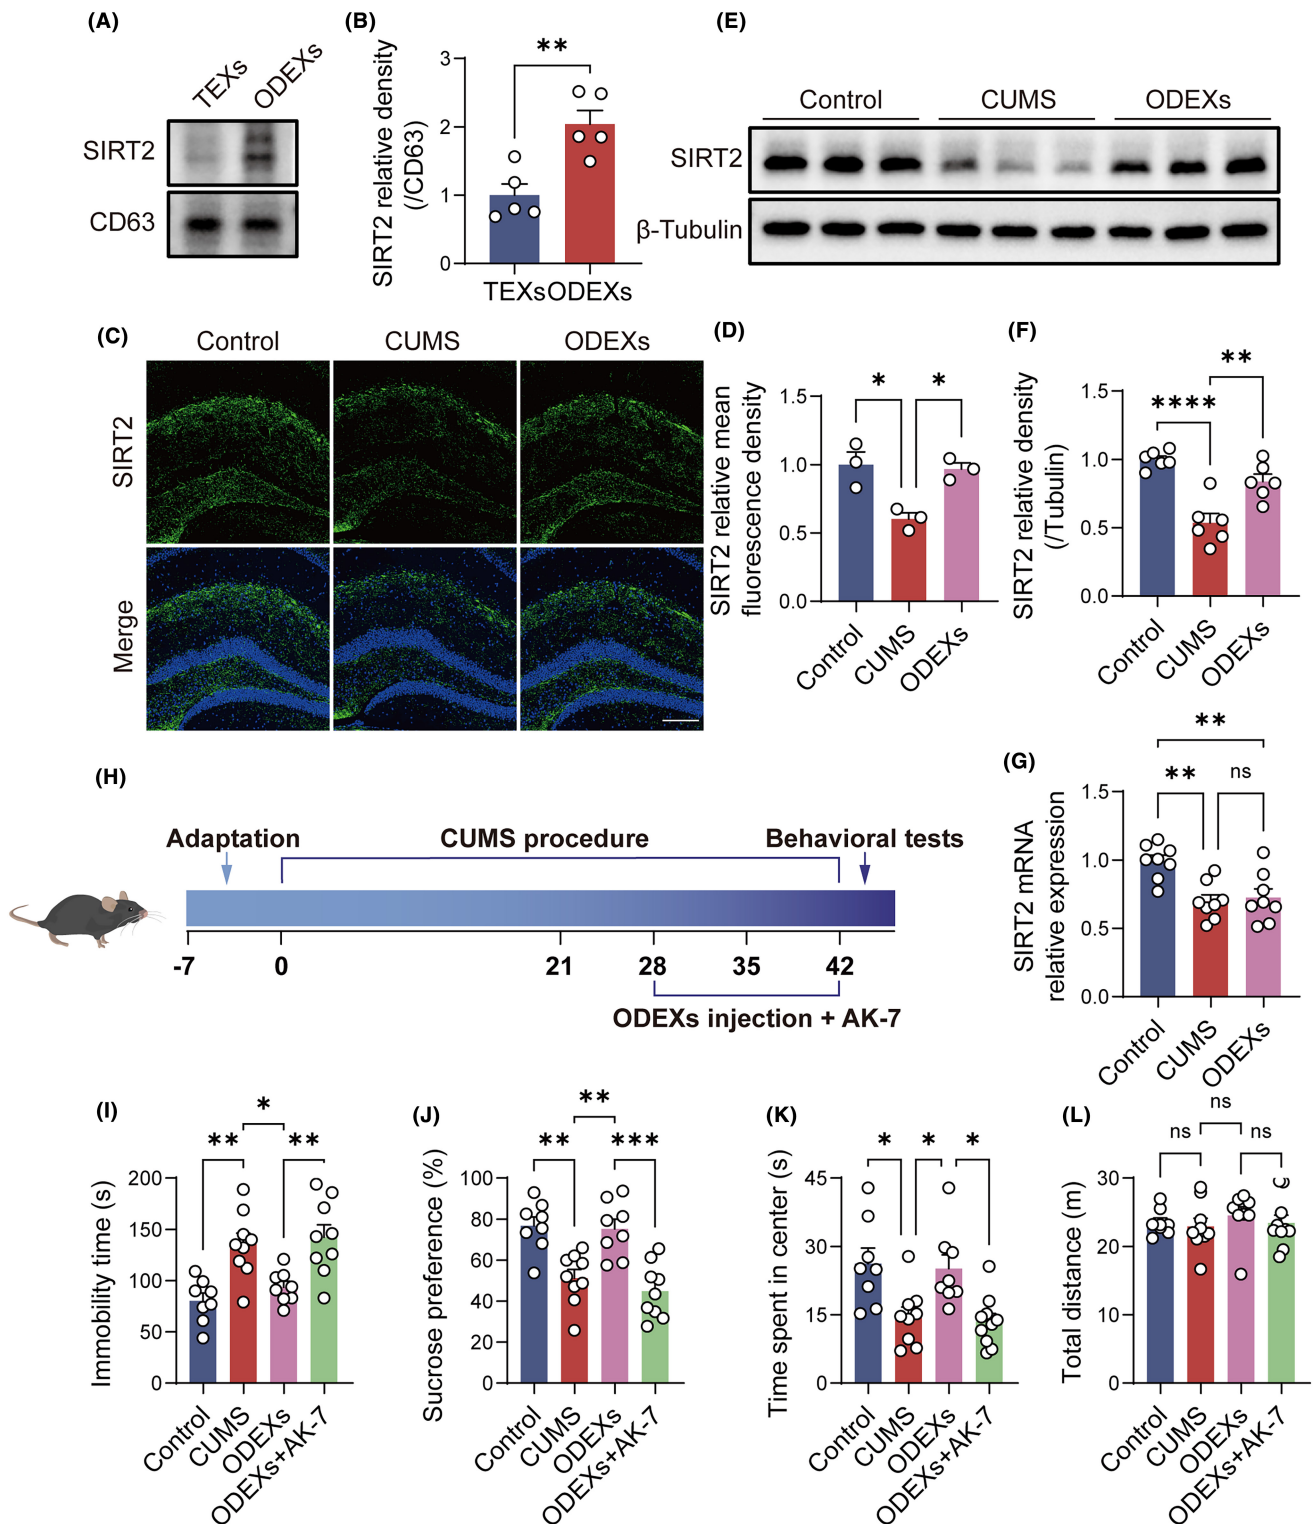 (A)
TEXs
ODEXs
SIRT2
CD63
(B)
**
SIRT2 relative density
(/CD63)
3
2
1
0
TEXs ODEXs
(E)
Control CUMS ODEXs
SIRT2
β-Tubulin
(C)
Control CUMS ODEXs
SIRT2
Merge
(D)
* *
SIRT2 relative mean
fluorescence density
1.5
1.0
0.5
0.0
Control
CUMS
ODEXs
(F)
**
****
SIRT2 relative density
(/Tubulin)
1.5
1.0
0.5
0.0
Control
CUMS
ODEXs
(H)
Adaptation CUMS procedure Behavioral tests
-7 0 21 28 35 42
ODEXs injection + AK-7
(G)
**
** ns
SIRT2 mRNA
relative expression
1.5
1.0
0.5
0.0
Control
CUMS
ODEXs
(I)
*
** **
Immobility time (s)
200
150
100
50
0
Control
CUMS
ODEXs
ODEXs+AK-7
(J)
**
** ***
Sucrose preference (%)
100
80
60
40
20
0
Control
CUMS
ODEXs
ODEXs+AK-7
(K)
* * *
Time spent in center (s)
45
30
15
0
Control
CUMS
ODEXs
ODEXs+AK-7
(L)
ns
ns ns
Total distance (m)
30
20
10
0
Control
CUMS
ODEXs
ODEXs+AK-7